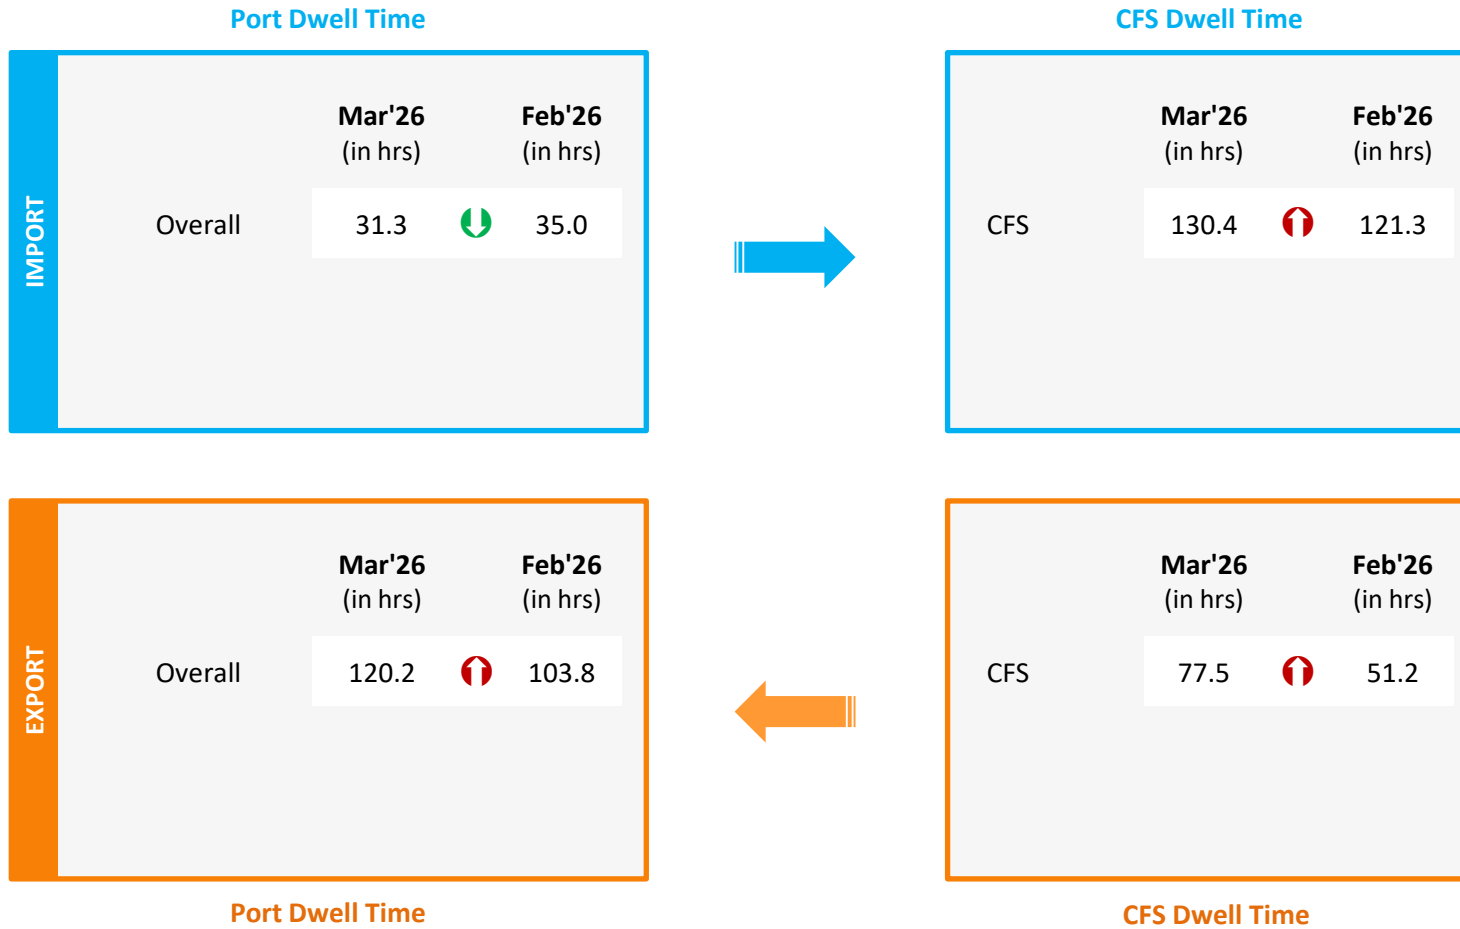 Port Dwell Time
CFS Dwell Time
IMPORT
Mar'26 Feb'26
(in hrs) (in hrs)
Overall 31.3 35.0
Mar'26 Feb'26
(in hrs) (in hrs)
CFS 130.4 121.3
EXPORT
Mar'26 Feb'26
(in hrs) (in hrs)
Overall 120.2 103.8
Mar'26 Feb'26
(in hrs) (in hrs)
CFS 77.5 51.2
Port Dwell Time
CFS Dwell Time